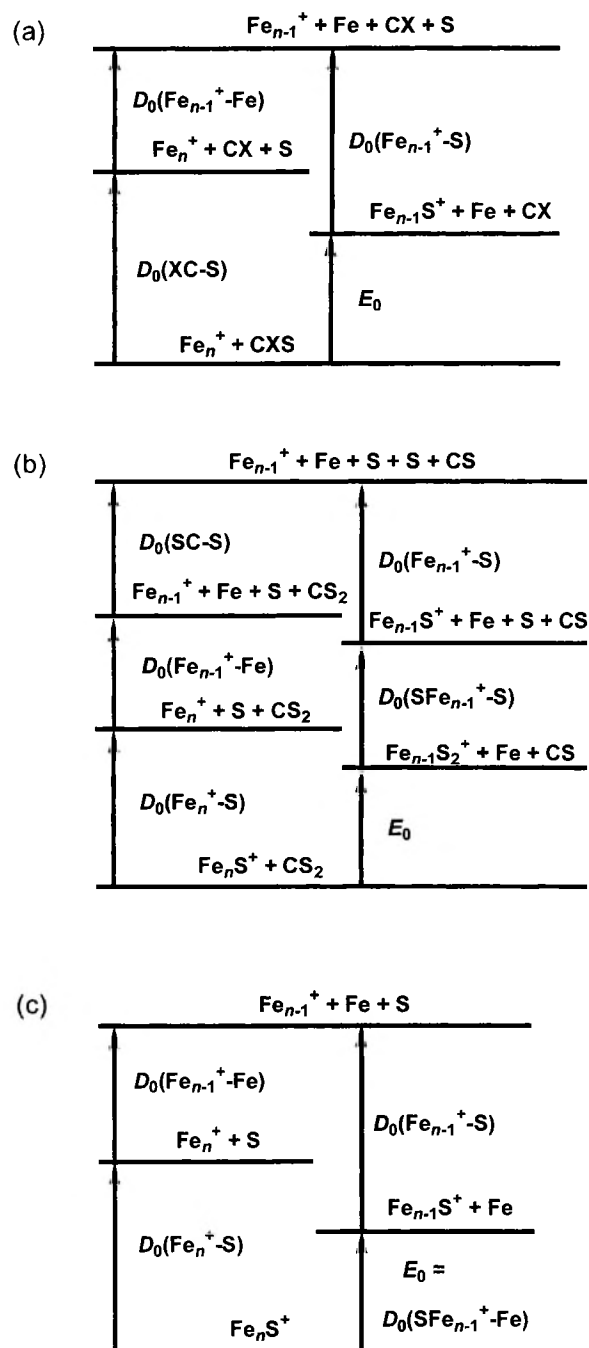 (a)
Feₙ₋₁⁺ + Fe + CX + S
D₀(Feₙ₋₁⁺-Fe)
Feₙ⁺ + CX + S
D₀(Feₙ₋₁⁺-S)
Feₙ₋₁S⁺ + Fe + CX
D₀(XC-S)
E₀
Feₙ⁺ + CXS
(b)
Feₙ₋₁⁺ + Fe + S + S + CS
D₀(SC-S)
D₀(Feₙ₋₁⁺-S)
Feₙ₋₁⁺ + Fe + S + CS₂
Feₙ₋₁S⁺ + Fe + S + CS
D₀(Feₙ₋₁⁺-Fe)
D₀(SFeₙ₋₁⁺-S)
Feₙ⁺ + S + CS₂
Feₙ₋₁S₂⁺ + Fe + CS
D₀(Feₙ⁺-S)
E₀
FeₙS⁺ + CS₂
(c)
Feₙ₋₁⁺ + Fe + S
D₀(Feₙ₋₁⁺-Fe)
D₀(Feₙ₋₁⁺-S)
Feₙ⁺ + S
Feₙ₋₁S⁺ + Fe
D₀(Feₙ⁺-S)
E₀ =
FeₙS⁺
D₀(SFeₙ₋₁⁺-Fe)